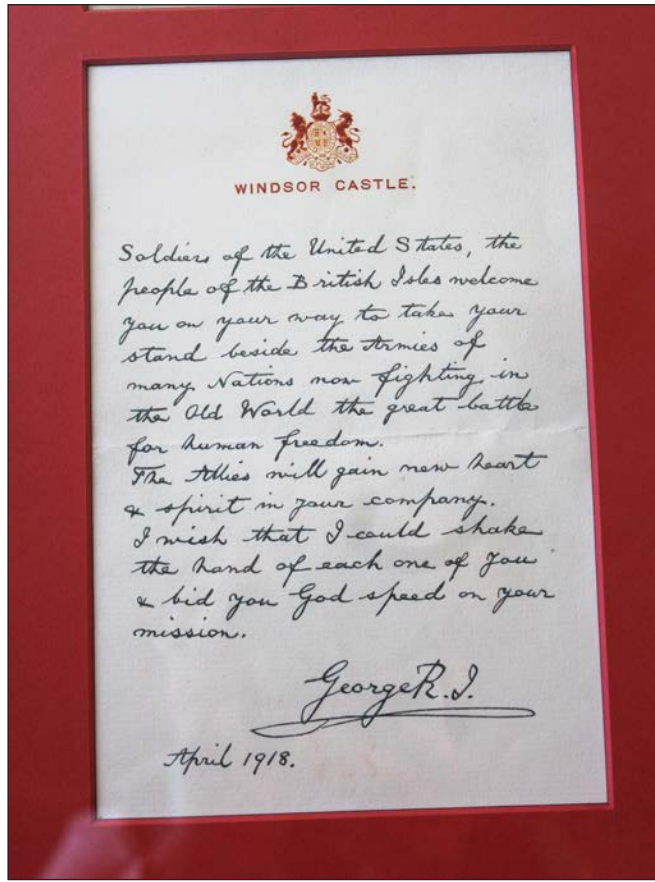 WINDSOR CASTLE.
Soldiers of the United States, the
people of the British Isles welcome
you on your way to take your
stand beside the Armies of
many Nations now fighting in
the Old World the great battle
for human freedom.
The Allies will gain new heart
& spirit in your company.
I wish that I could shake
the hand of each one of you
& bid you God speed on your
mission.
George R.I.
April 1918.